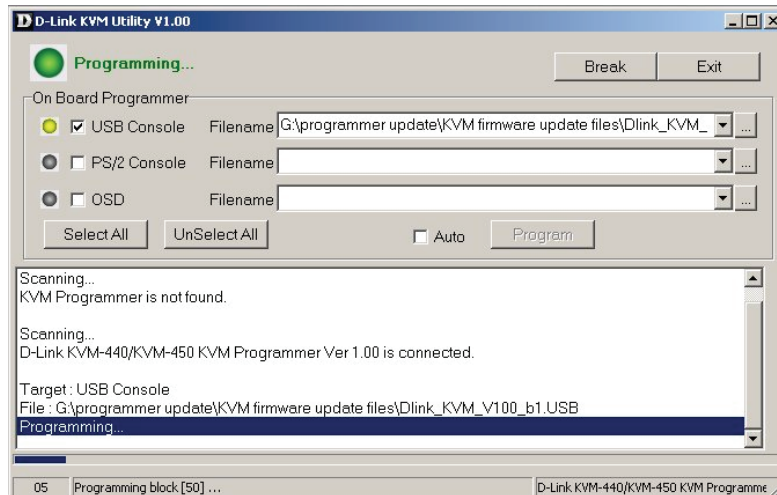 D-Link KVM Utility V1.00
Programming...
Break
Exit
On Board Programmer
USB Console Filename G:\programmer update\KVM firmware update files\Dlink_KVM_ ...
PS/2 Console Filename ...
OSD Filename ...
Select All UnSelect All Auto Program
Scanning...
KVM Programmer is not found.
Scanning...
D-Link KVM-440/KVM-450 KVM Programmer Ver 1.00 is connected.
Target : USB Console
File : G:\programmer update\KVM firmware update files\Dlink_KVM_V100_b1.USB
Programming...
05 Programming block [50] ... D-Link KVM-440/KVM-450 KVM Programme